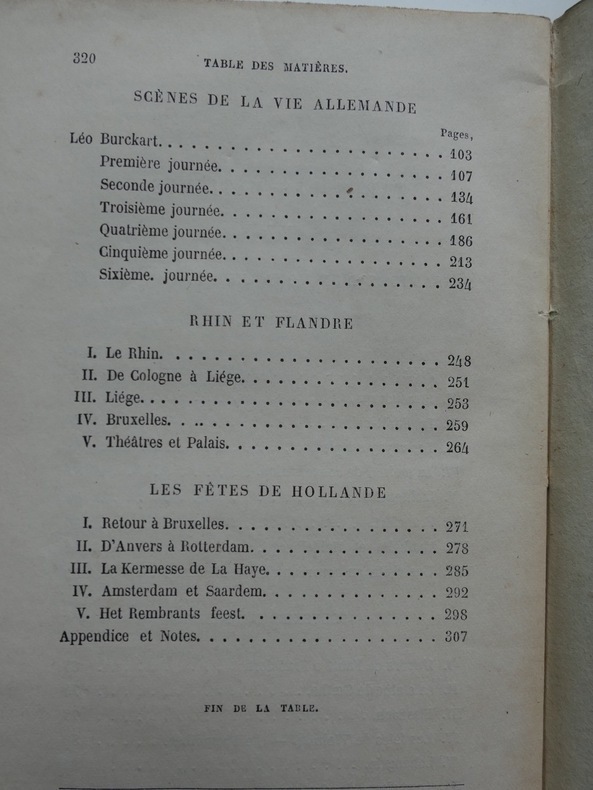 320
TABLE DES MATIÈRES.
SCÈNES DE LA VIE ALLEMANDE
Pages,
Léo Burckart. . . . . . . . . . . . . . . . . . . . . . . . 103
Première journée. . . . . . . . . . . . . . . . . . . 107
Seconde journée. . . . . . . . . . . . . . . . . . . . 134
Troisième journée. . . . . . . . . . . . . . . . . . . 161
Quatrième journée. . . . . . . . . . . . . . . . . . . 186
Cinquième journée. . . . . . . . . . . . . . . . . . . 213
Sixième. journée. . . . . . . . . . . . . . . . . . . . 234
RHIN ET FLANDRE
I. Le Rhin. . . . . . . . . . . . . . . . . . . . . . . . 248
II. De Cologne à Liége. . . . . . . . . . . . . . . . . 251
III. Liége. . . . . . . . . . . . . . . . . . . . . . . . . 253
IV. Bruxelles. . . . . . . . . . . . . . . . . . . . . . . 259
V. Théâtres et Palais. . . . . . . . . . . . . . . . . . 264
LES FÊTES DE HOLLANDE
I. Retour à Bruxelles. . . . . . . . . . . . . . . . . . 271
II. D'Anvers à Rotterdam. . . . . . . . . . . . . . . . 278
III. La Kermesse de La Haye. . . . . . . . . . . . . . 285
IV. Amsterdam et Saardem. . . . . . . . . . . . . . . 292
V. Het Rembrants feest. . . . . . . . . . . . . . . . 298
Appendice et Notes. . . . . . . . . . . . . . . . . . . . 307
FIN DE LA TABLE.